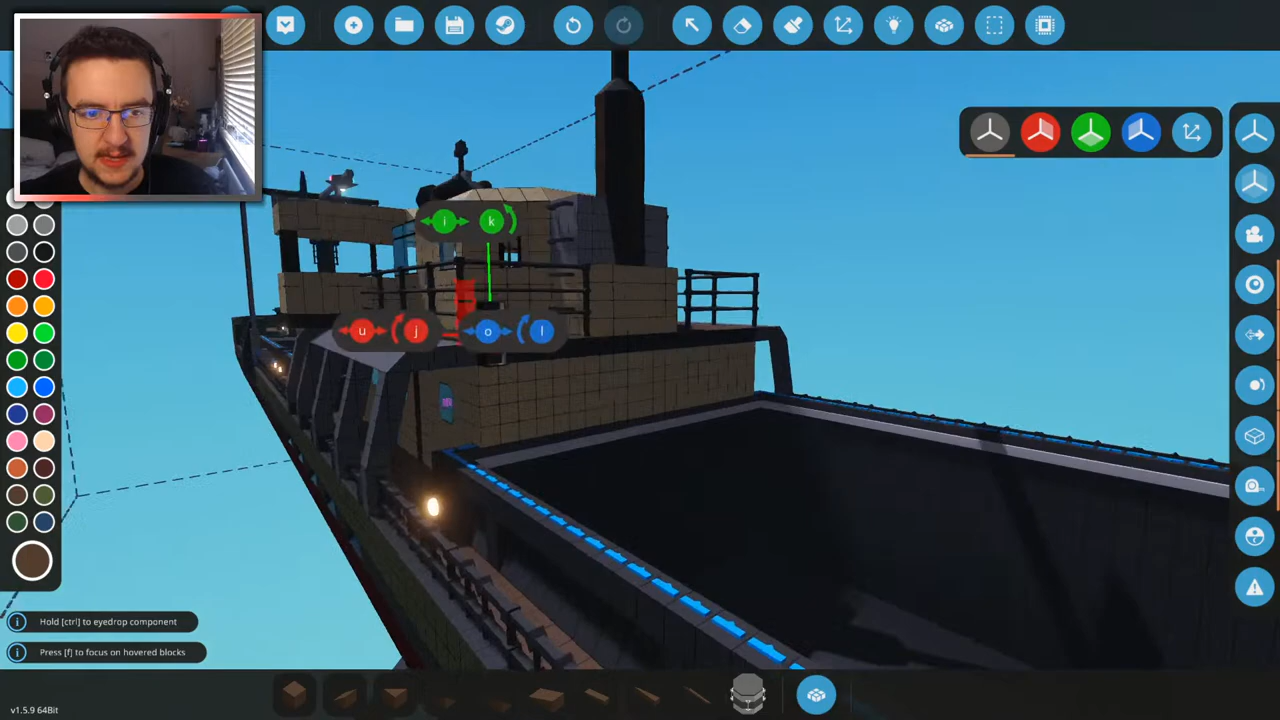 i k
u j o l
Hold [ctrl] to eyedrop component
Press [f] to focus on hovered blocks
v1.5.9 64Bit